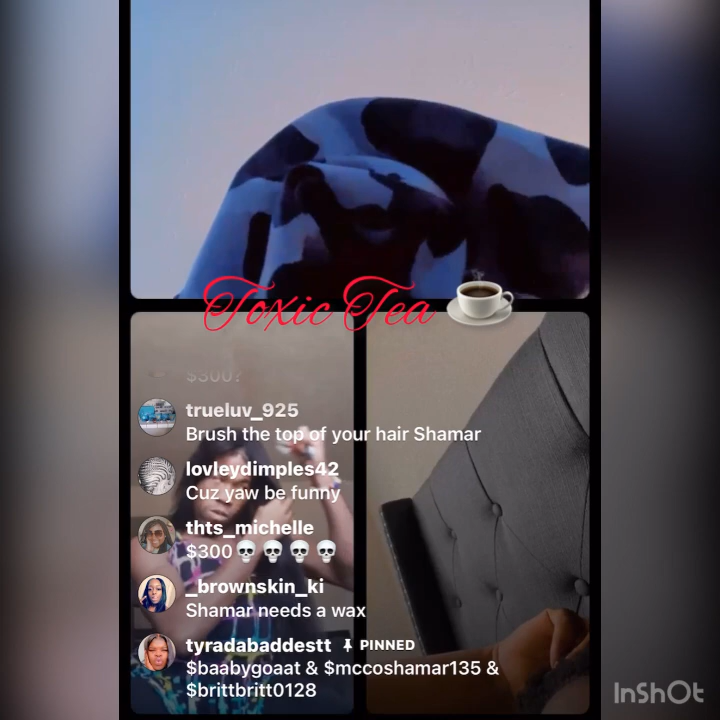 Toxic Tea
$300?
trueluv_925
Brush the top of your hair Shamar
lovleydimples42
Cuz yaw be funny
thts_michelle
$300💀💀💀💀
_brownskin_ki
Shamar needs a wax
tyradabaddestt PINNED
$baabygoaat & $mccoshamar135 &
$brittbritt0128
InShOt